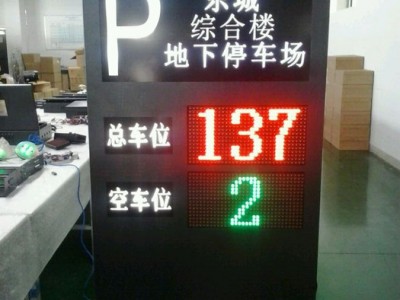 P
东城
综合楼
地下停车场
总车位 137
空车位 2